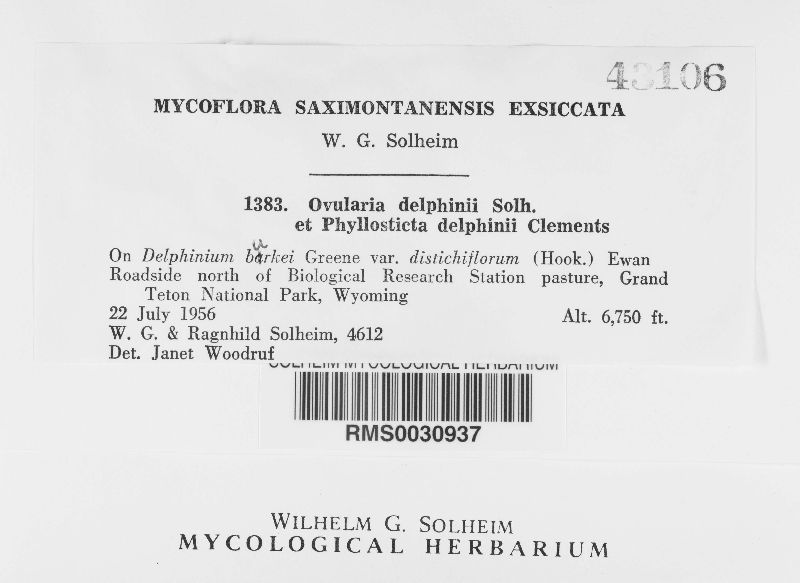 43106
MYCOFLORA SAXIMONTANENSIS EXSICCATA
W. G. Solheim
1383. Ovularia delphinii Solh.
et Phyllosticta delphinii Clements
On Delphinium burkei Greene var. distichiflorum (Hook.) Ewan
Roadside north of Biological Research Station pasture, Grand
Teton National Park, Wyoming
22 July 1956 Alt. 6,750 ft.
W. G. & Ragnhild Solheim, 4612
Det. Janet Woodruf
SOLHEIM MYCOLOGICAL HERBARIUM
RMS0030937
WILHELM G. SOLHEIM
MYCOLOGICAL HERBARIUM